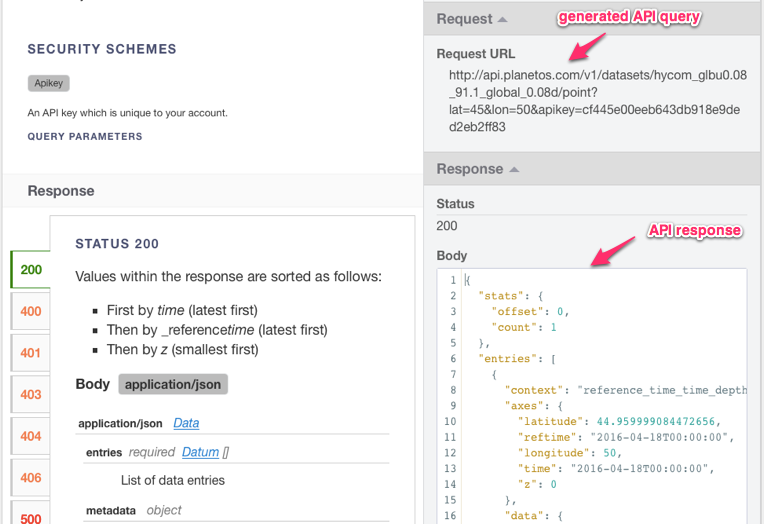 SECURITY SCHEMES
Apikey
An API key which is unique to your account.
QUERY PARAMETERS
Response
200
400
401
403
404
406
500
STATUS 200
Values within the response are sorted as follows:
First by time (latest first)
Then by _referencetime (latest first)
Then by z (smallest first)
Body application/json
application/json Data
entries required Datum []
List of data entries
metadata object
Request
generated API query
Request URL
http://api.planetos.com/v1/datasets/hycom_glbu0.08
_91.1_global_0.08d/point?
lat=45&lon=50&apikey=cf445e00eeb643db918e9de
d2eb2ff83
Response
Status
200
API response
Body
1 {
2 "stats": {
3 "offset": 0,
4 "count": 1
5 },
6 "entries": [
7 {
8 "context": "reference_time_time_depth
9 "axes": {
10 "latitude": 44.959999084472656,
11 "reftime": "2016-04-18T00:00:00",
12 "longitude": 50,
13 "time": "2016-04-18T00:00:00",
14 "z": 0
15 },
16 "data": {